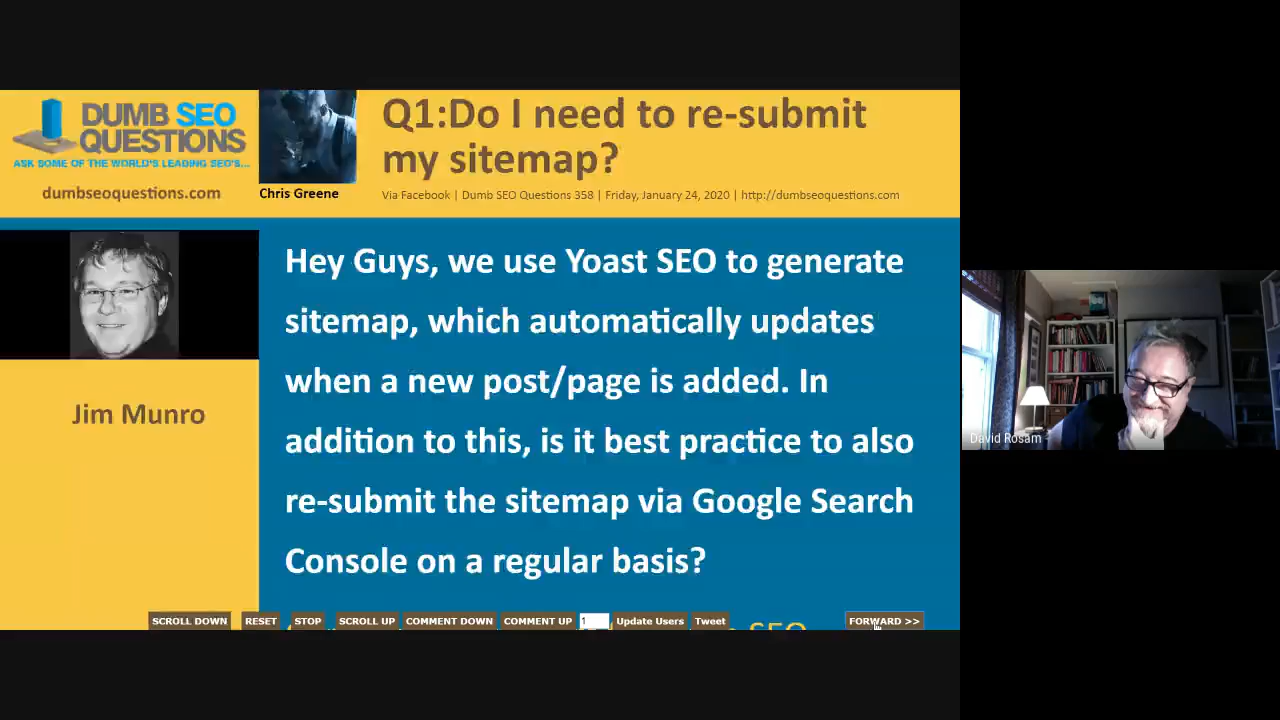 DUMB SEO
QUESTIONS
ASK SOME OF THE WORLD'S LEADING SEO'S...
dumbseoquestions.com
Chris Greene
Q1:Do I need to re-submit
my sitemap?
Via Facebook | Dumb SEO Questions 358 | Friday, January 24, 2020 | http://dumbseoquestions.com
Jim Munro
Hey Guys, we use Yoast SEO to generate
sitemap, which automatically updates
when a new post/page is added. In
addition to this, is it best practice to also
re-submit the sitemap via Google Search
Console on a regular basis?
SEO
SCROLL DOWN RESET STOP SCROLL UP COMMENT DOWN COMMENT UP 1 Update Users Tweet FORWARD >>
David Rosam